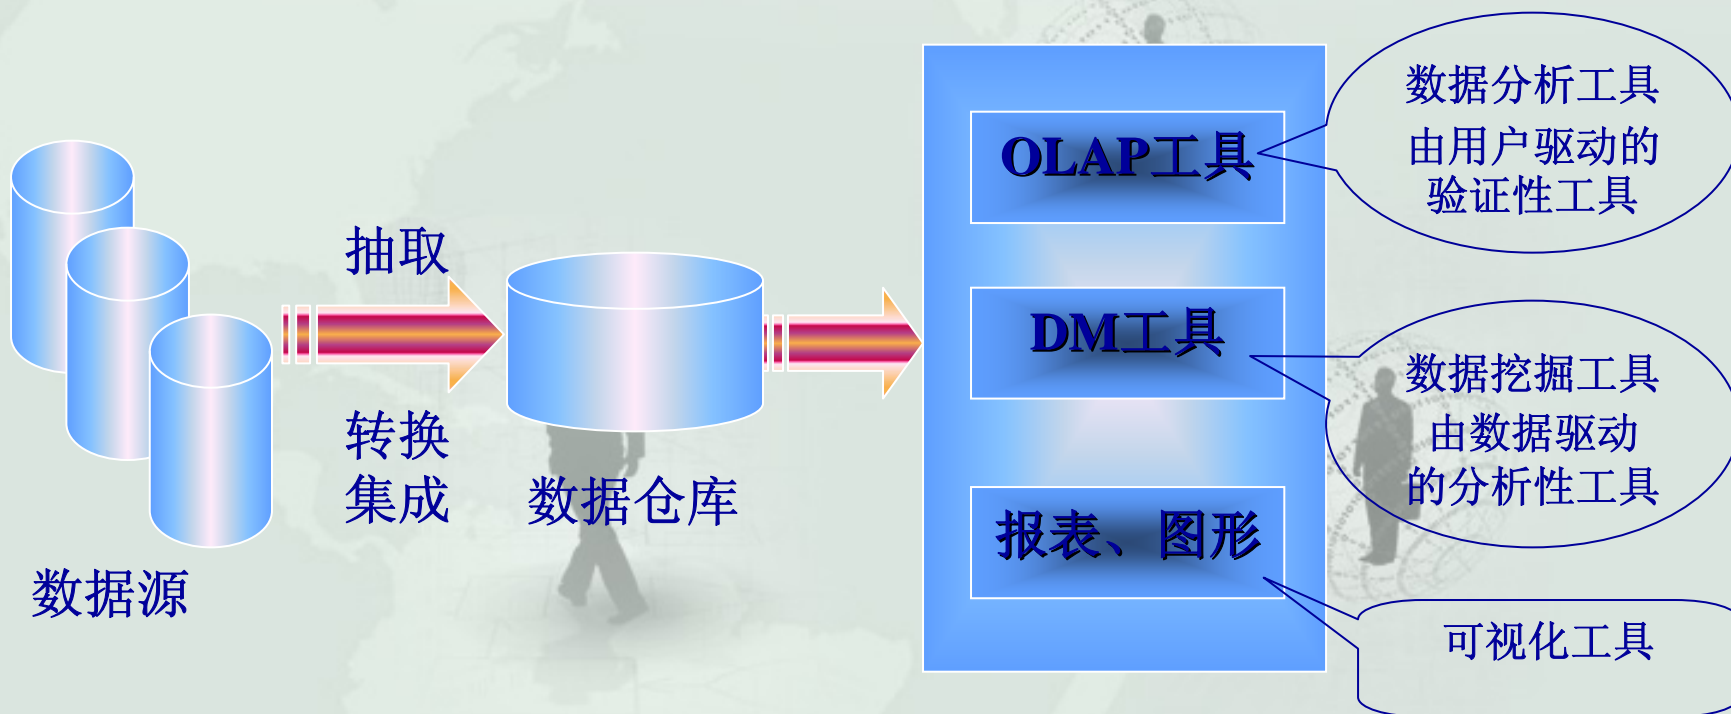 数据源
抽取
转换
集成
数据仓库
OLAP工具
DM工具
报表、图形
数据分析工具
由用户驱动的
验证性工具
数据挖掘工具
由数据驱动
的分析性工具
可视化工具